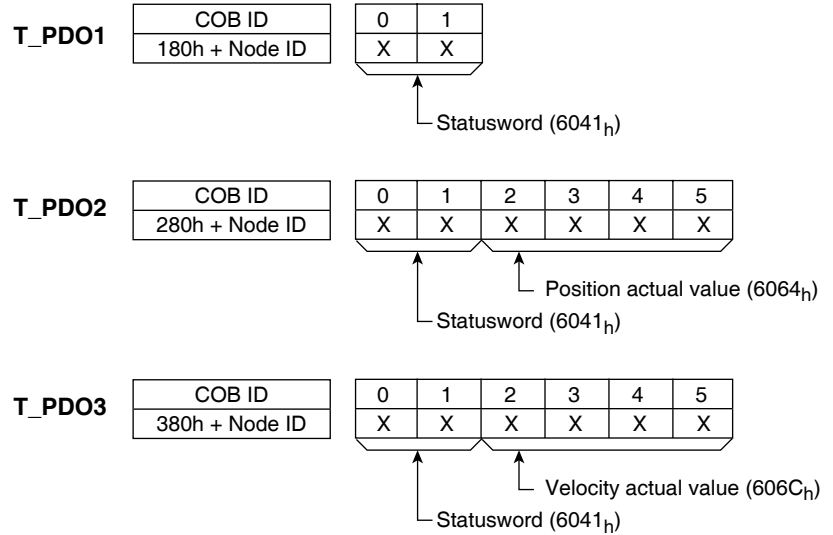 COB ID 0 1
T_PDO1
180h + Node ID X X
Statusword (6041h)
COB ID 0 1 2 3 4 5
T_PDO2
280h + Node ID X X X X X X
Position actual value (6064h)
Statusword (6041h)
COB ID 0 1 2 3 4 5
T_PDO3
380h + Node ID X X X X X X
Velocity actual value (606Ch)
Statusword (6041h)